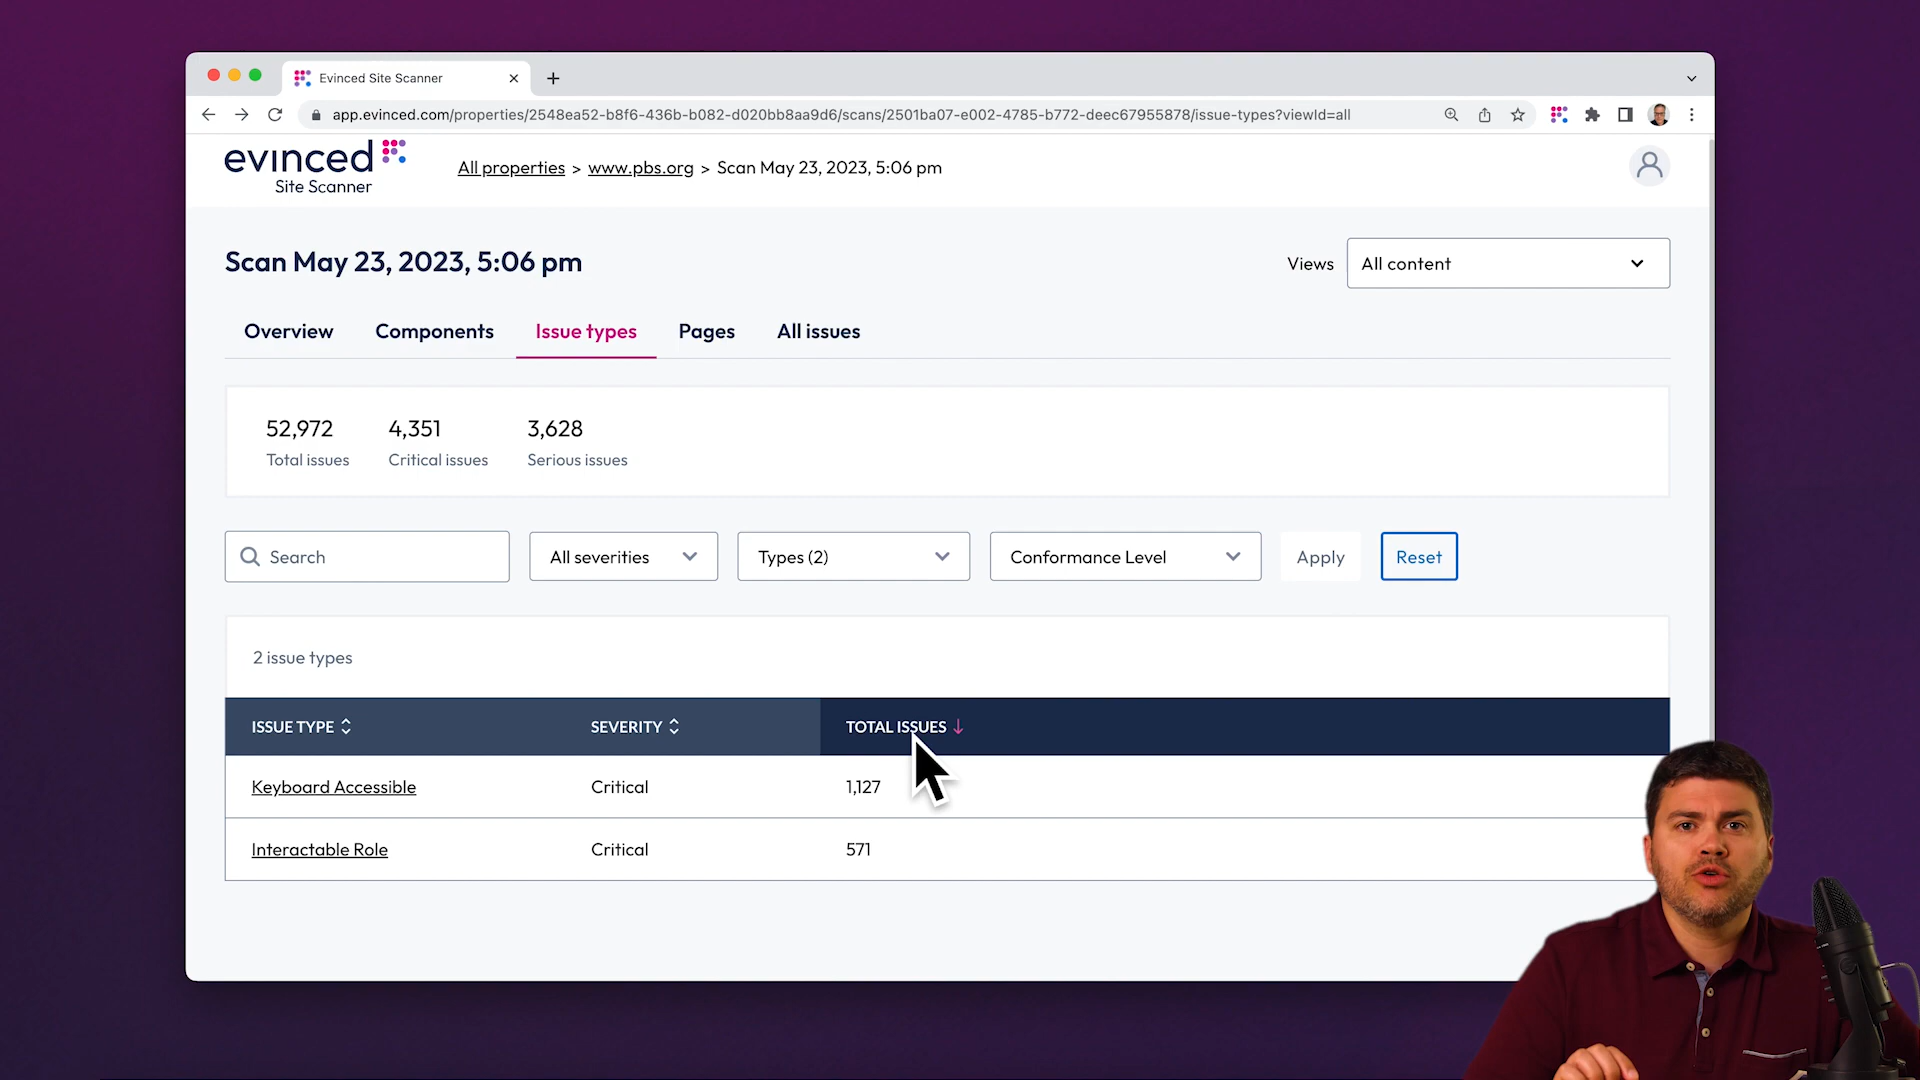 Evinced Site Scanner
app.evinced.com/properties/2548ea52-b8f6-436b-b082-d020bb8aa9d6/scans/2501ba07-e002-4785-b772-deec67955878/issue-types?viewId=all
evinced
Site Scanner
All properties > www.pbs.org > Scan May 23, 2023, 5:06 pm
Scan May 23, 2023, 5:06 pm
Views All content
Overview Components Issue types Pages All issues
52,972 4,351 3,628
Total issues Critical issues Serious issues
Search All severities Types (2) Conformance Level Apply Reset
2 issue types
ISSUE TYPE SEVERITY TOTAL ISSUES
Keyboard Accessible Critical 1,127
Interactable Role Critical 571